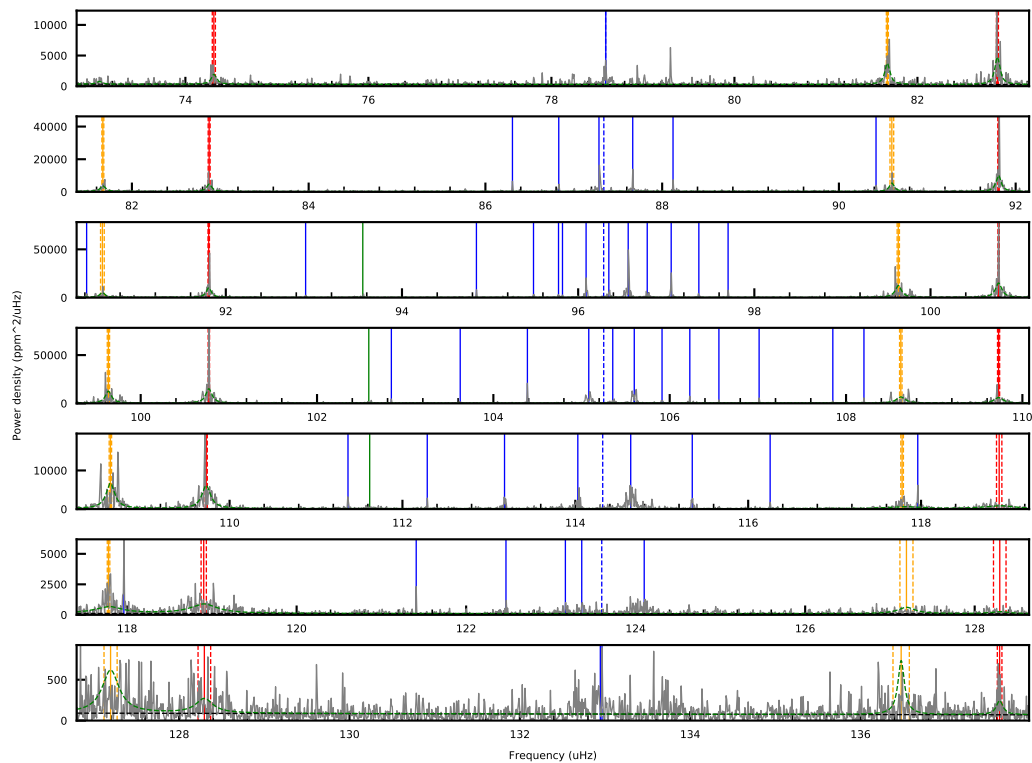 10000
5000
0
74 76 78 80 82
40000
20000
0
82 84 86 88 90 92
50000
0
92 94 96 98 100
50000
0
100 102 104 106 108 110
10000
0
110 112 114 116 118
5000
2500
0
118 120 122 124 126 128
500
0
128 130 132 134 136
Power density (ppm^2/uHz)
Frequency (uHz)